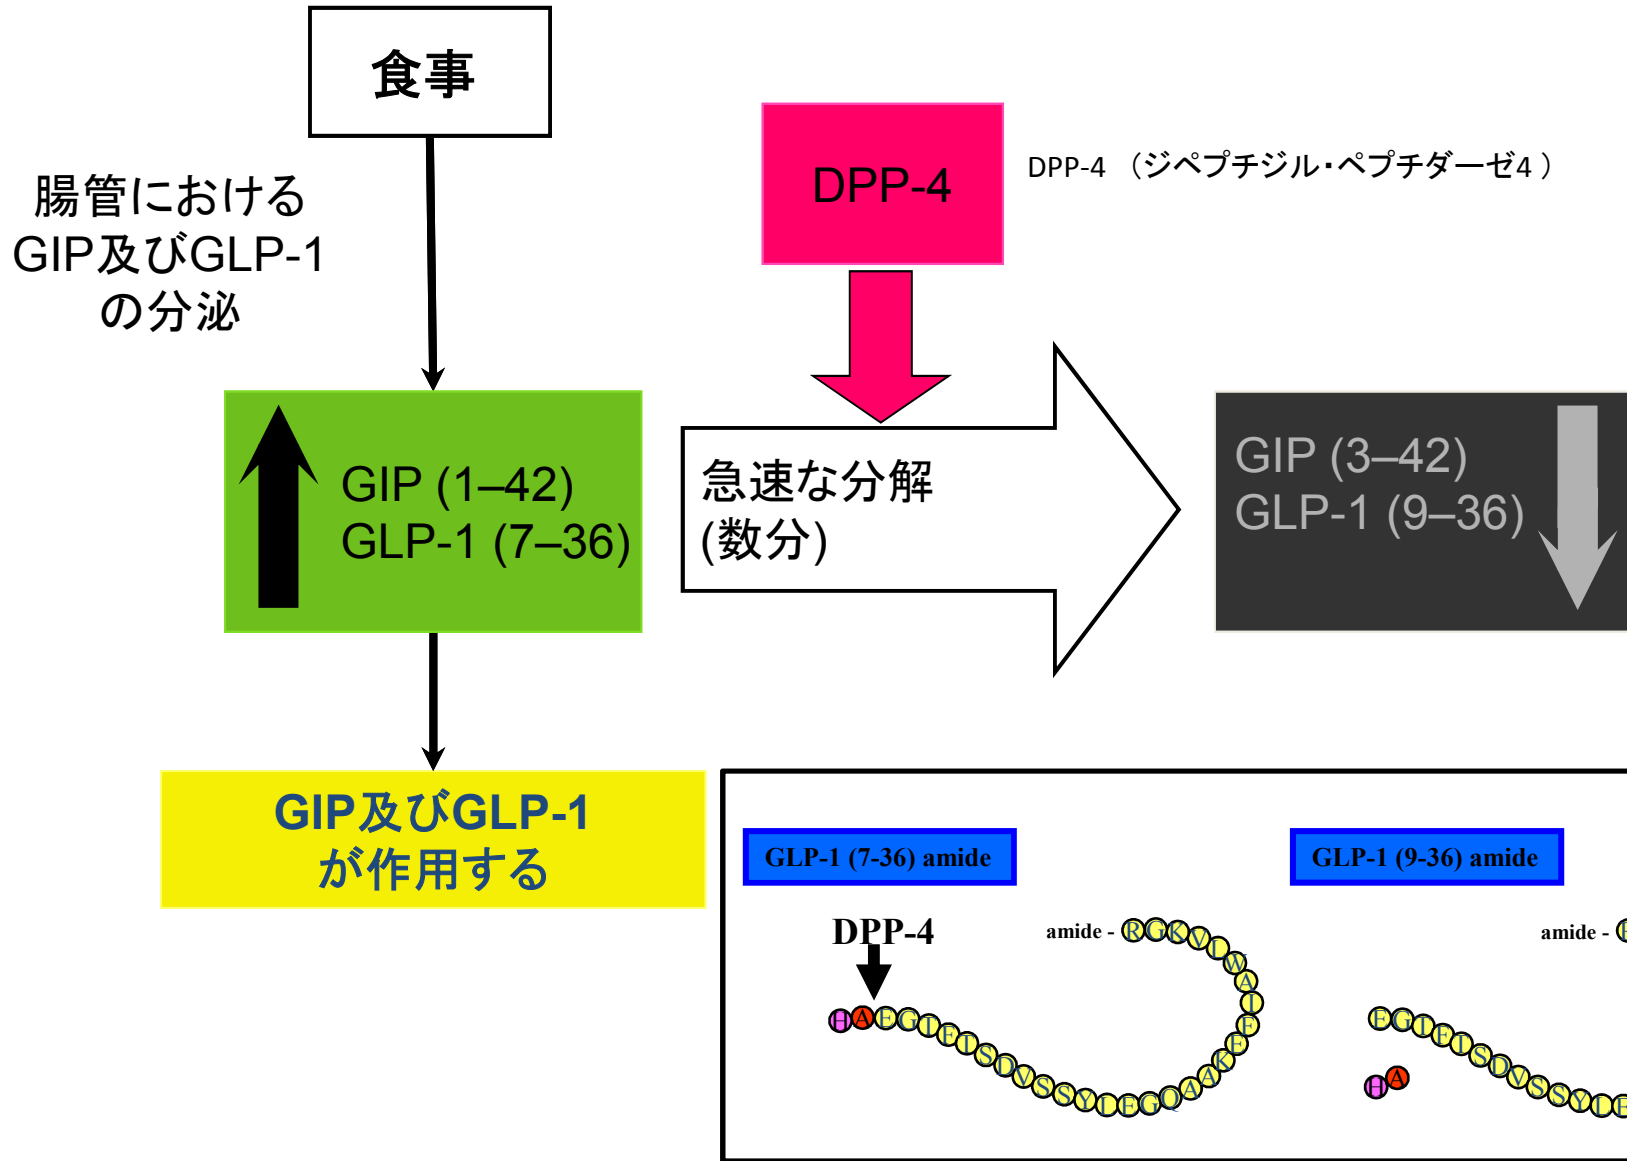 食事
腸管における
GIP及びGLP-1
の分泌
DPP-4
DPP-4 （ジペプチジル・ペプチダーゼ4 ）
GIP (1–42)
GLP-1 (7–36)
急速な分解
(数分)
GIP (3–42)
GLP-1 (9–36)
GIP及びGLP-1
が作用する
GLP-1 (7-36) amide
GLP-1 (9-36) amide
DPP-4
amide -
amide -
H A